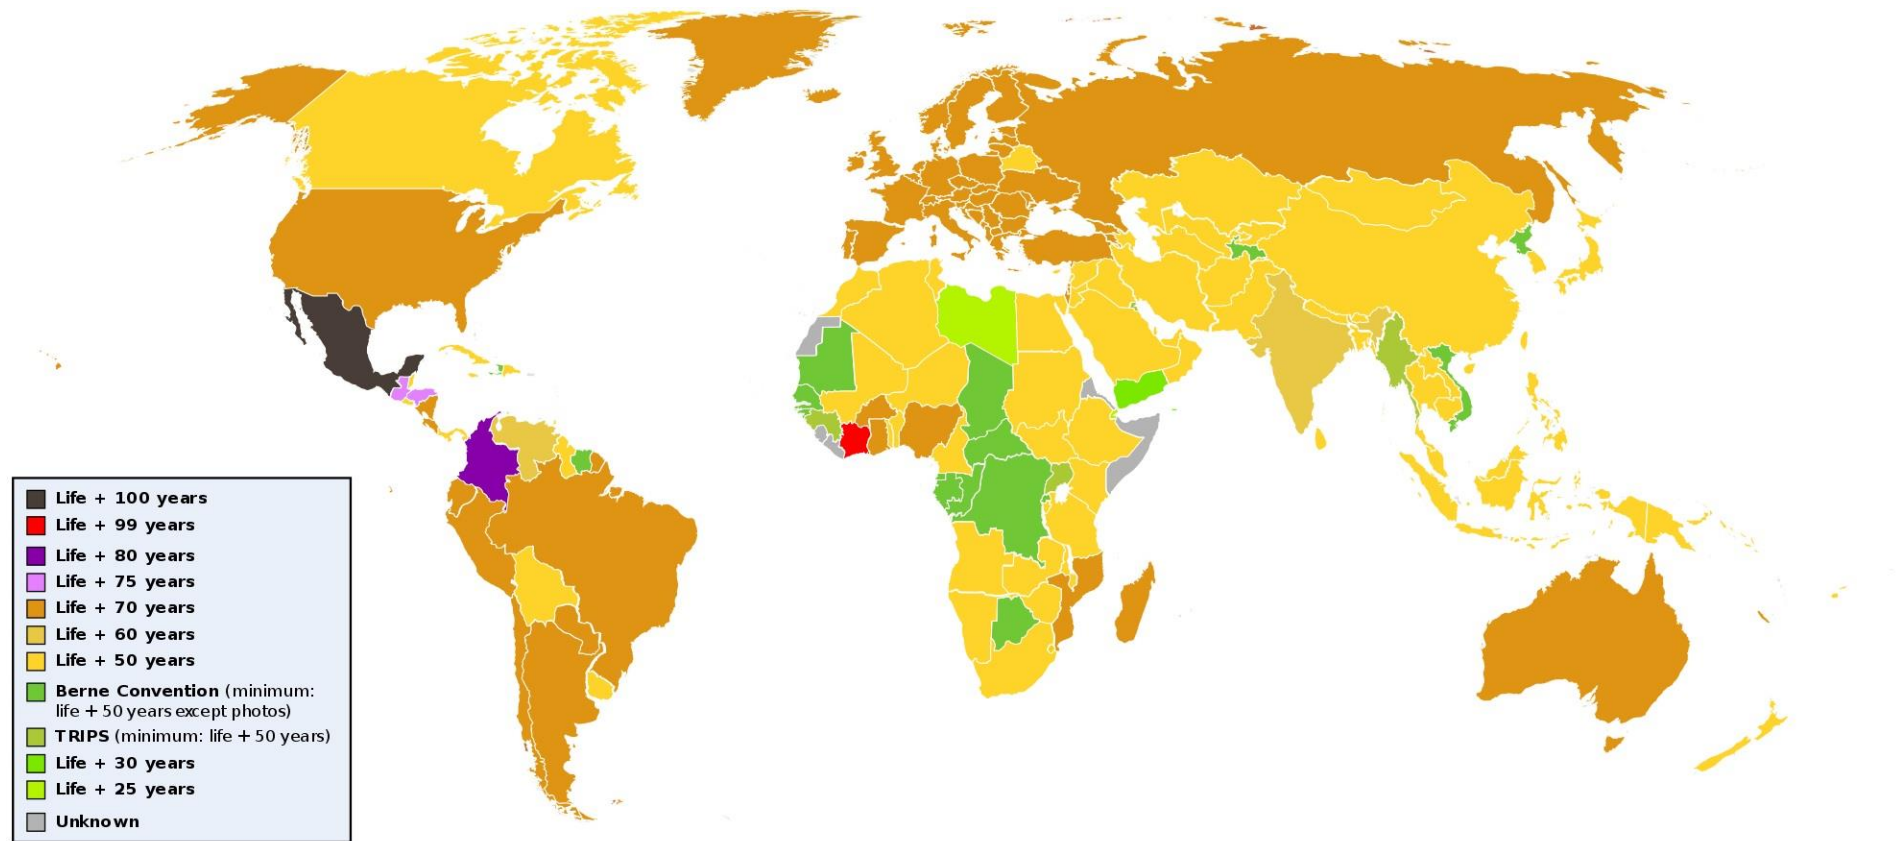 Life + 100 years
Life + 99 years
Life + 80 years
Life + 75 years
Life + 70 years
Life + 60 years
Life + 50 years
Berne Convention (minimum:
life + 50 years except photos)
TRIPS (minimum: life + 50 years)
Life + 30 years
Life + 25 years
Unknown